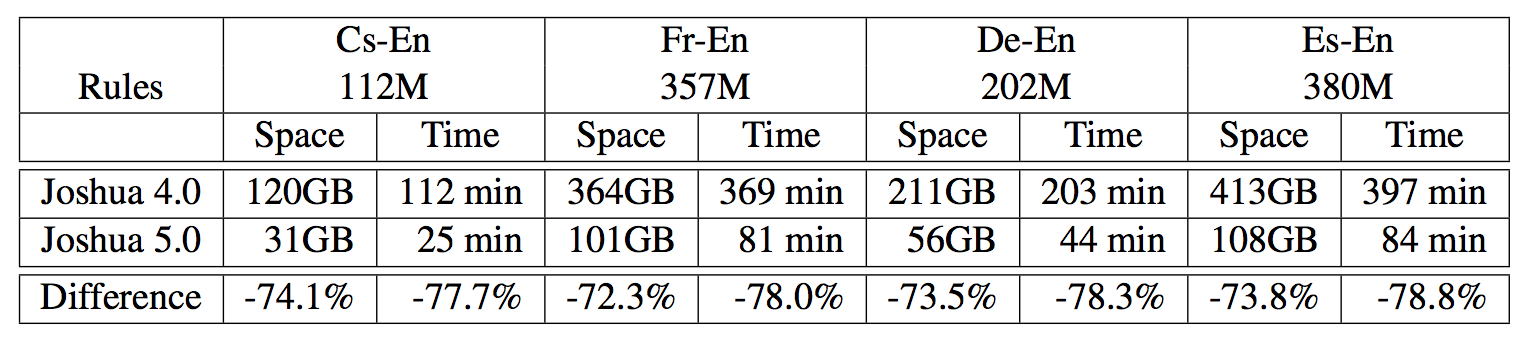 Cs-En Fr-En De-En Es-En
Rules 112M 357M 202M 380M
Space Time Space Time Space Time Space Time
Joshua 4.0 120GB 112 min 364GB 369 min 211GB 203 min 413GB 397 min
Joshua 5.0 31GB 25 min 101GB 81 min 56GB 44 min 108GB 84 min
Difference -74.1% -77.7% -72.3% -78.0% -73.5% -78.3% -73.8% -78.8%